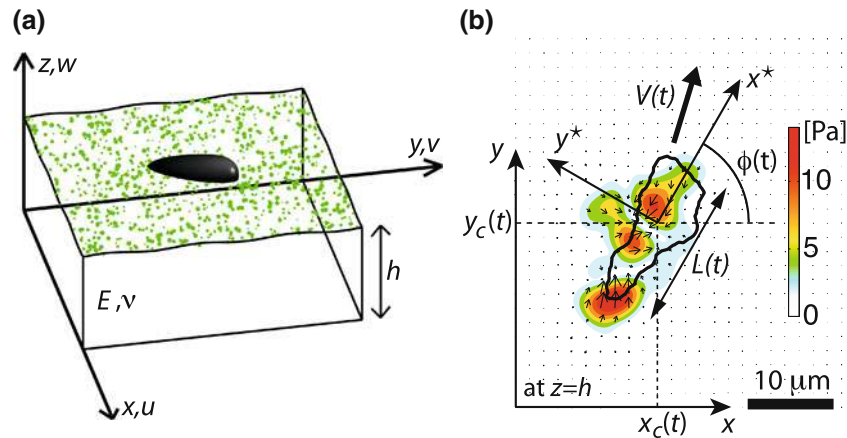 (a)
z,w
y,v
h
E,ν
x,u
(b)
V(t)
x*
[Pa]
y*
y
ϕ(t)
10
y_c(t)
5
L(t)
0
at z=h
10 μm
x_c(t)
x